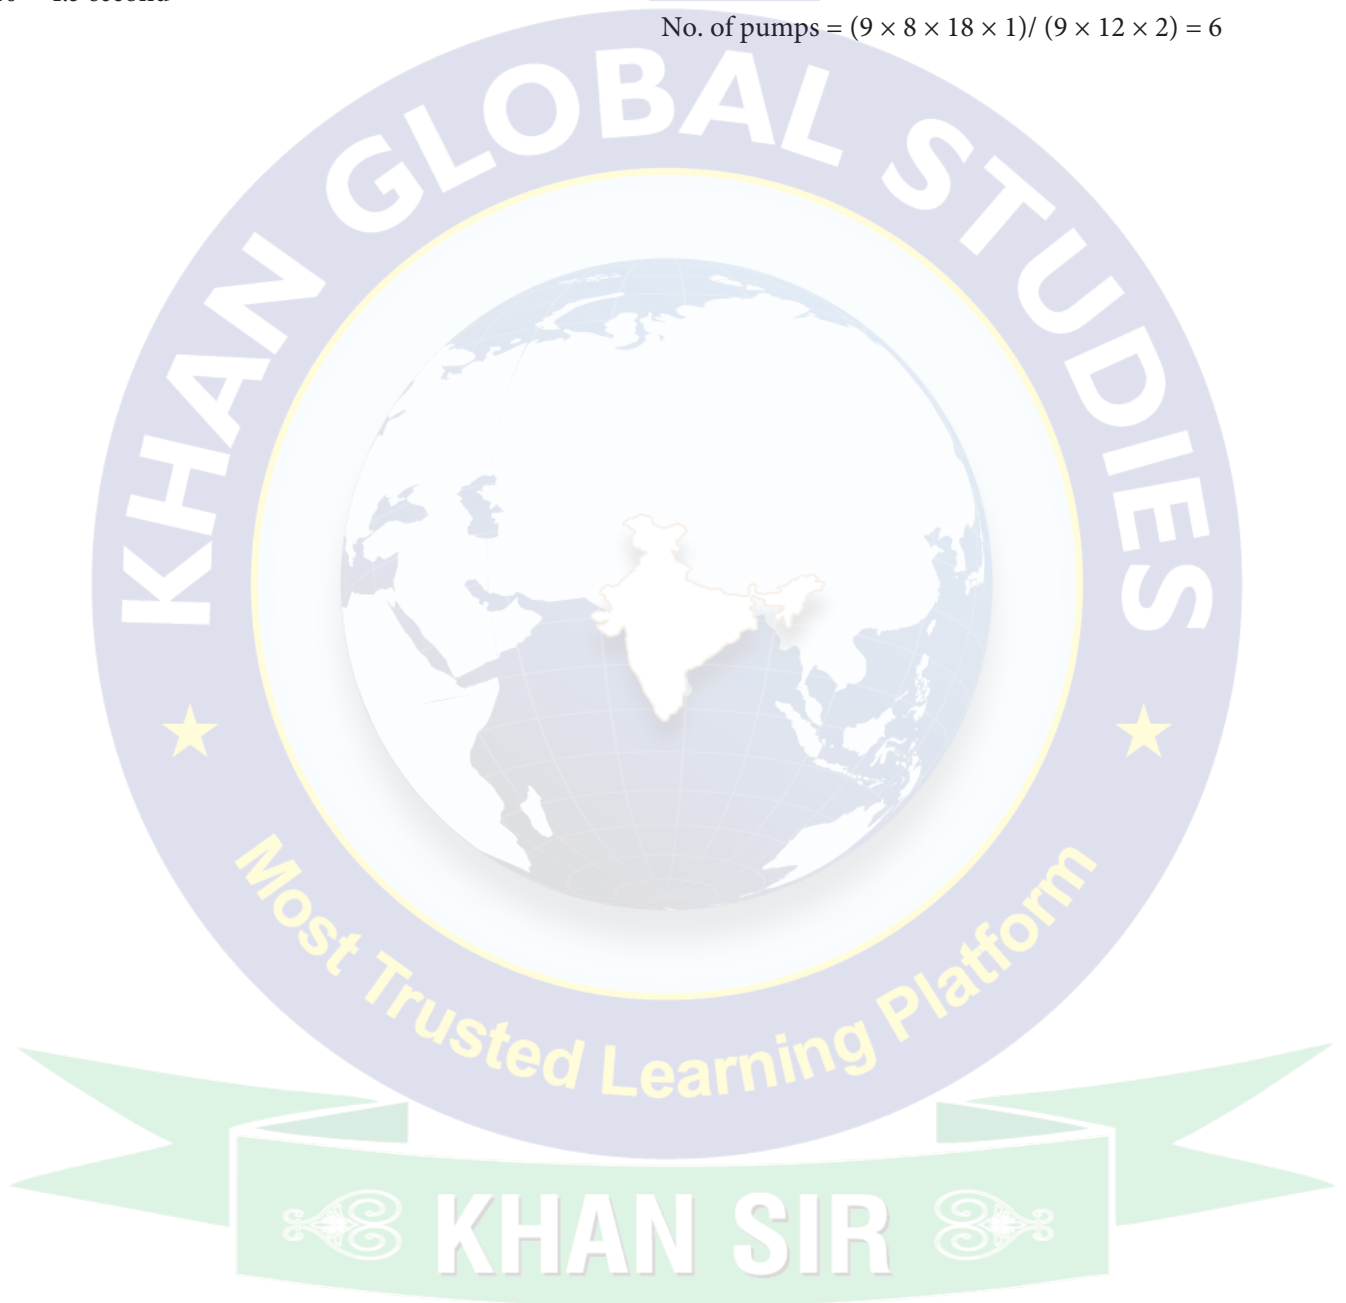 No. of pumps = (9 × 8 × 18 × 1)/ (9 × 12 × 2) = 6
KHAN GLOBAL STUDIES
Most Trusted Learning Platform
KHAN SIR